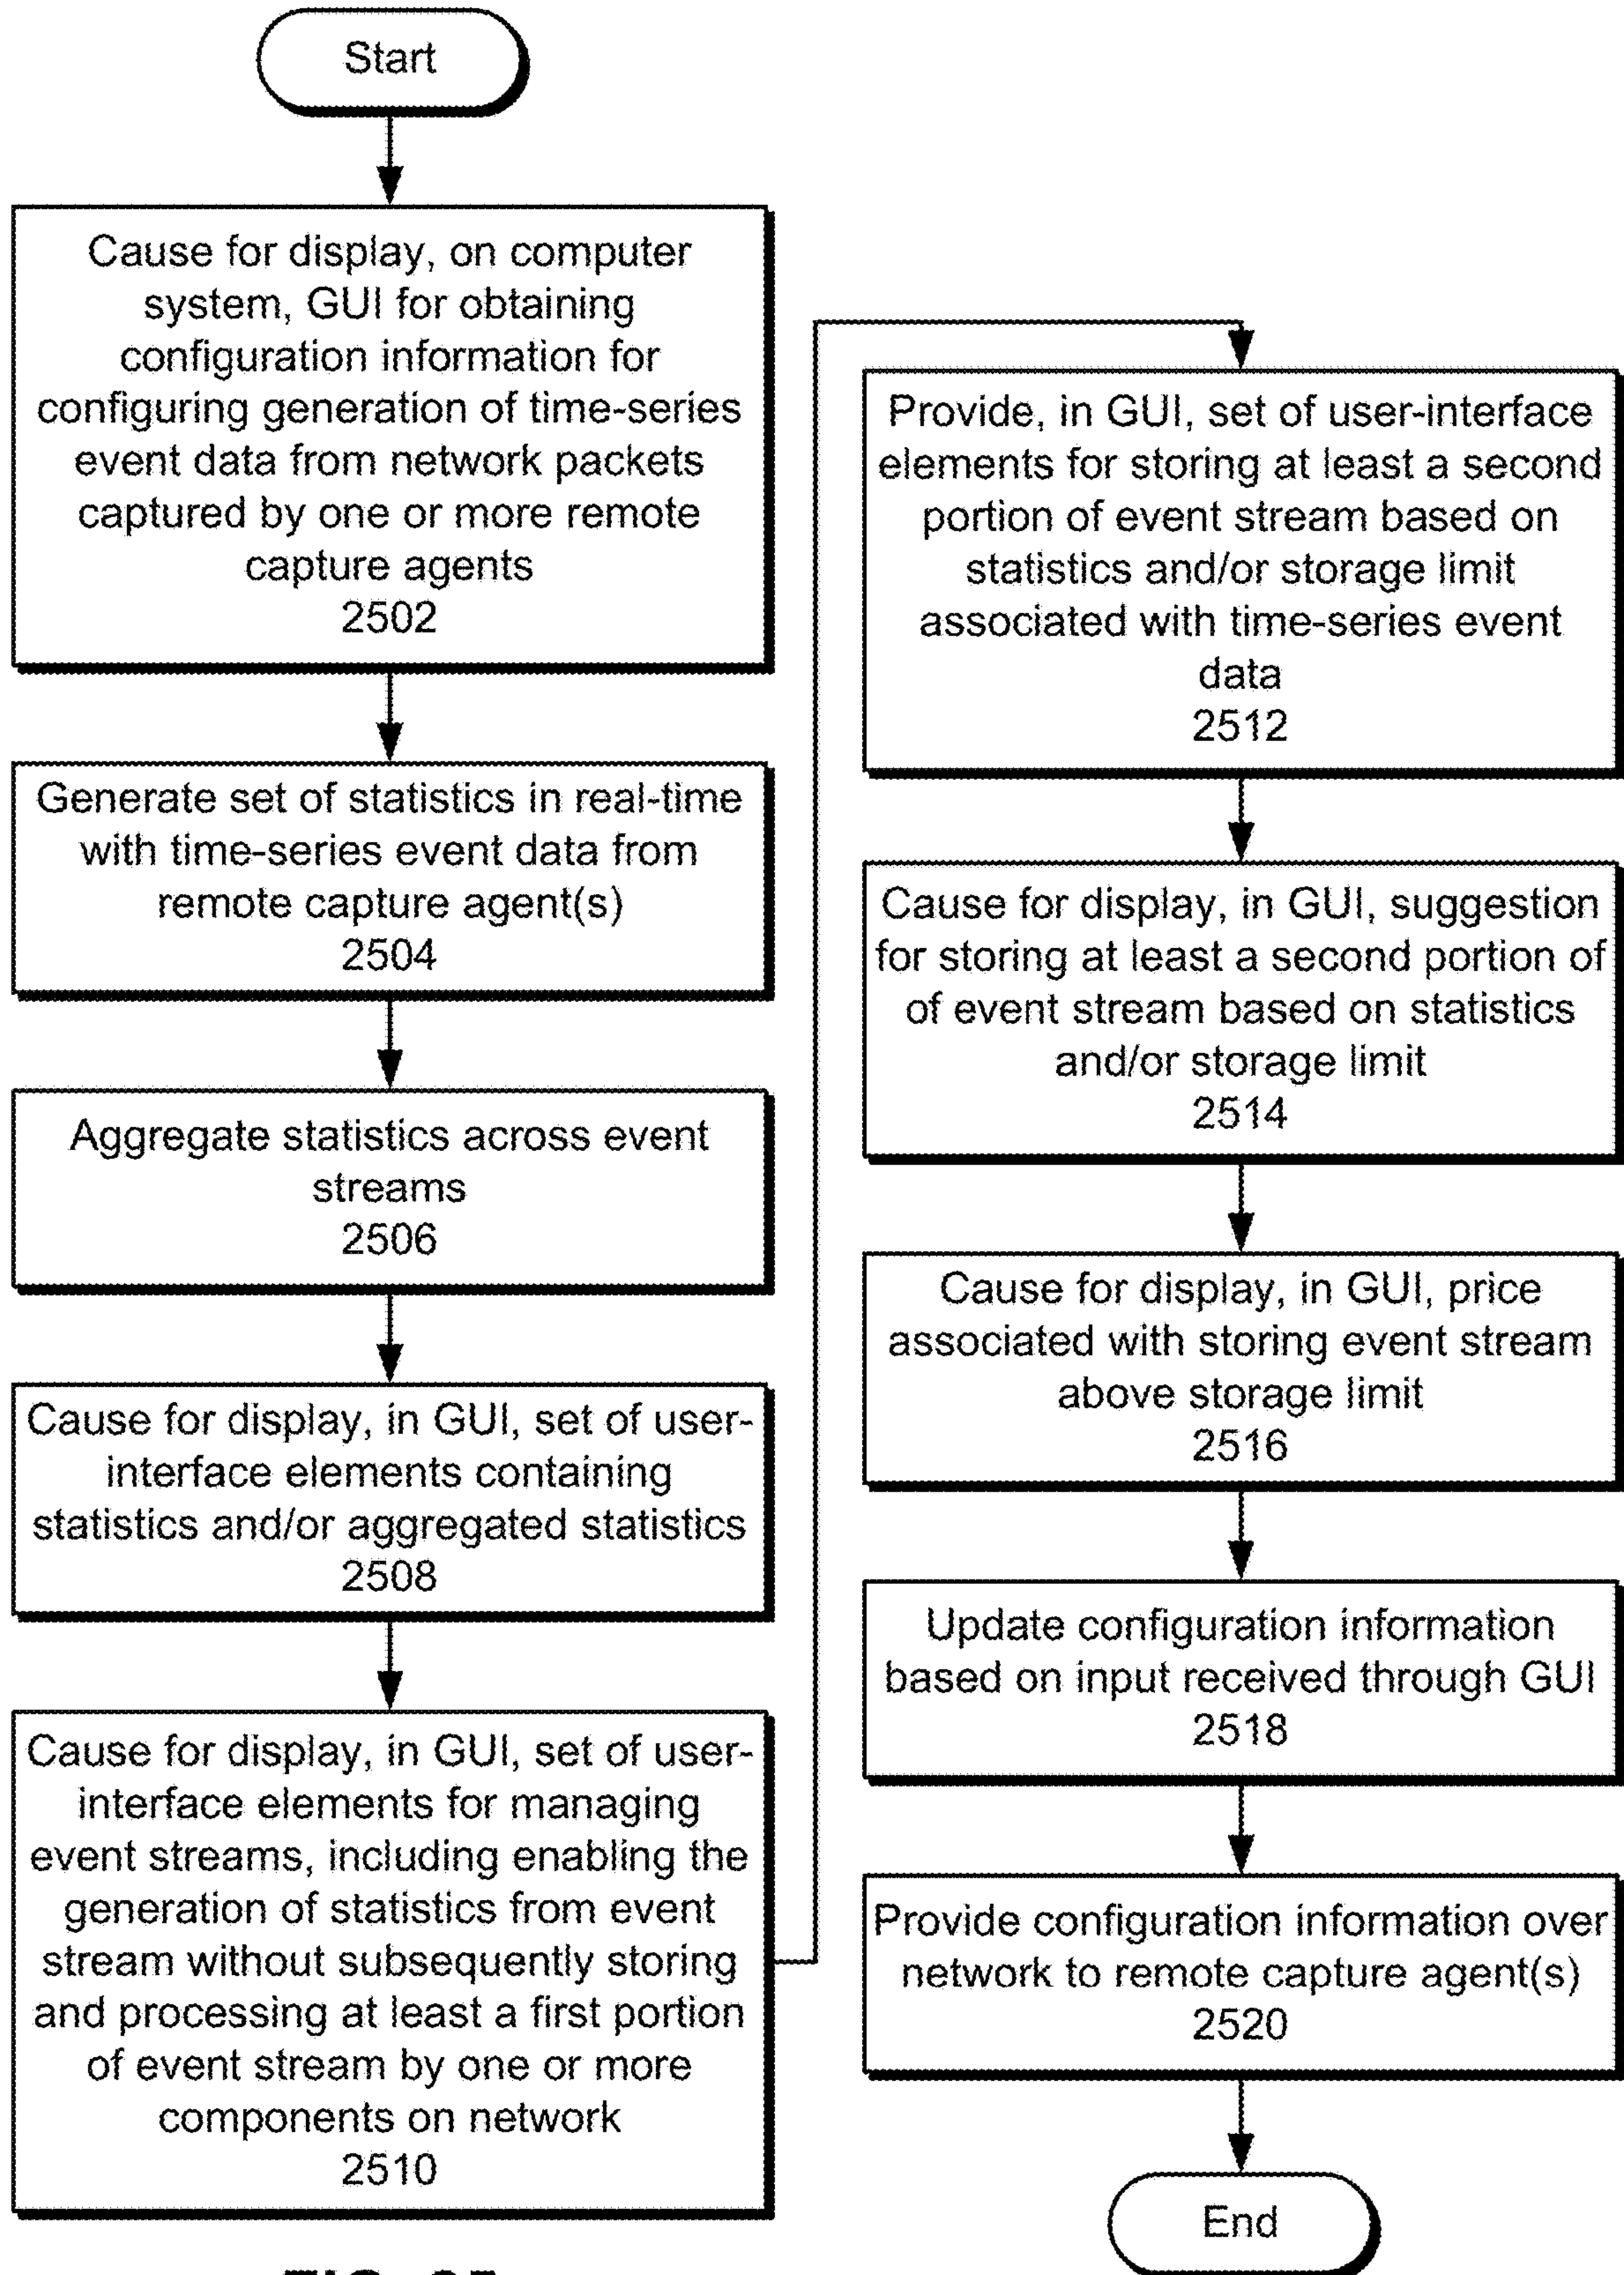 Start
Cause for display, on computer
system, GUI for obtaining
configuration information for
configuring generation of time-series
event data from network packets
captured by one or more remote
capture agents
2502
Generate set of statistics in real-time
with time-series event data from
remote capture agent(s)
2504
Aggregate statistics across event
streams
2506
Cause for display, in GUI, set of user-
interface elements containing
statistics and/or aggregated statistics
2508
Cause for display, in GUI, set of user-
interface elements for managing
event streams, including enabling the
generation of statistics from event
stream without subsequently storing
and processing at least a first portion
of event stream by one or more
components on network
2510
Provide, in GUI, set of user-interface
elements for storing at least a second
portion of event stream based on
statistics and/or storage limit
associated with time-series event
data
2512
Cause for display, in GUI, suggestion
for storing at least a second portion of
of event stream based on statistics
and/or storage limit
2514
Cause for display, in GUI, price
associated with storing event stream
above storage limit
2516
Update configuration information
based on input received through GUI
2518
Provide configuration information over
network to remote capture agent(s)
2520
End